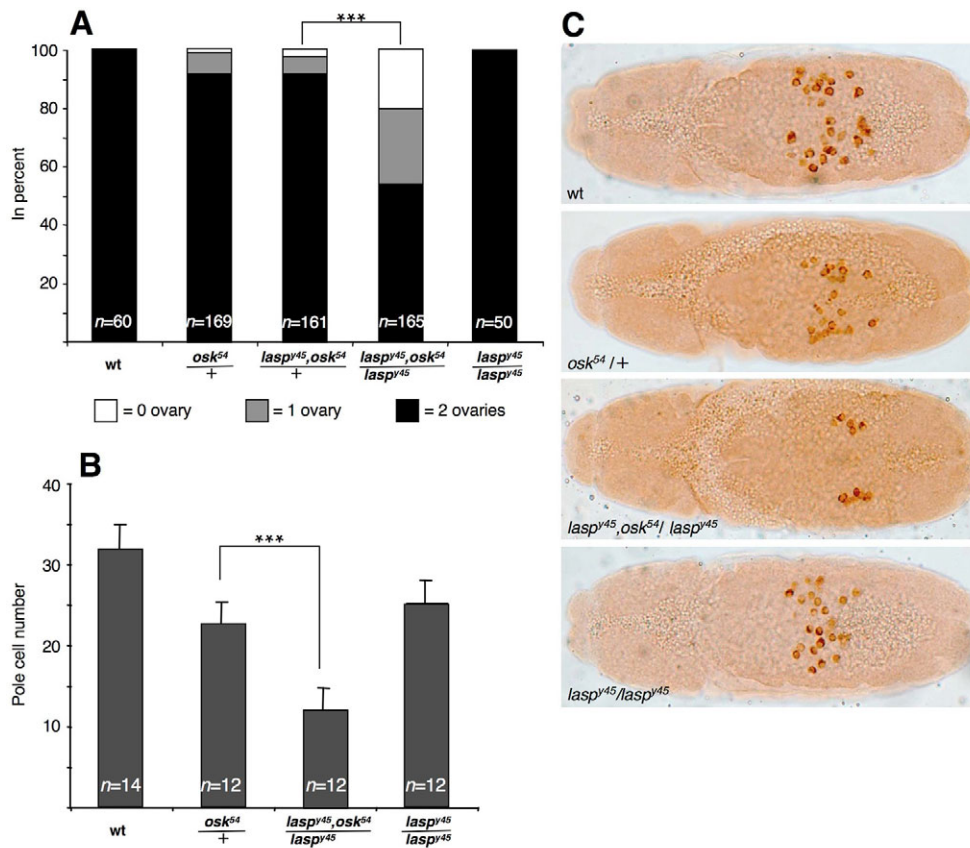 A
***
In percent
100
80
60
40
20
n=60
n=169
n=161
n=165
n=50
wt
osk54
+
laspy45,osk54
+
laspy45,osk54
laspy45
laspy45
laspy45
= 0 ovary
= 1 ovary
= 2 ovaries
B
***
Pole cell number
40
30
20
10
n=14
n=12
n=12
n=12
wt
osk54
+
laspy45,osk54
laspy45
laspy45
laspy45
C
wt
osk54 /+
laspy45,osk54/ laspy45
laspy45/laspy45